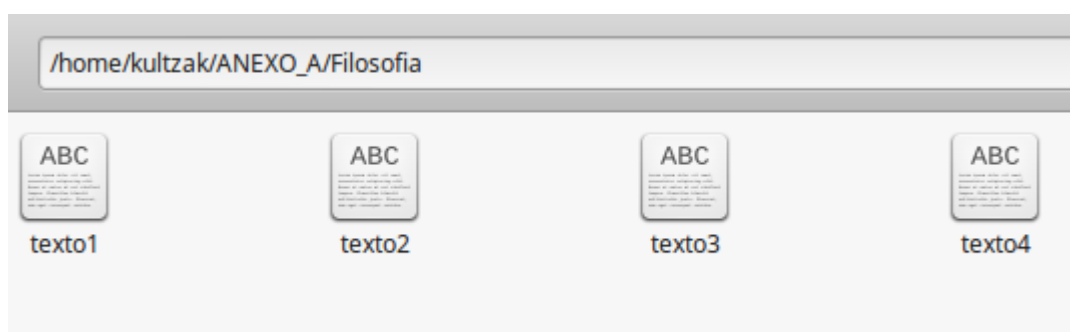 /home/kultzak/ANEXO_A/Filosofia
ABC ABC ABC ABC
texto1 texto2 texto3 texto4